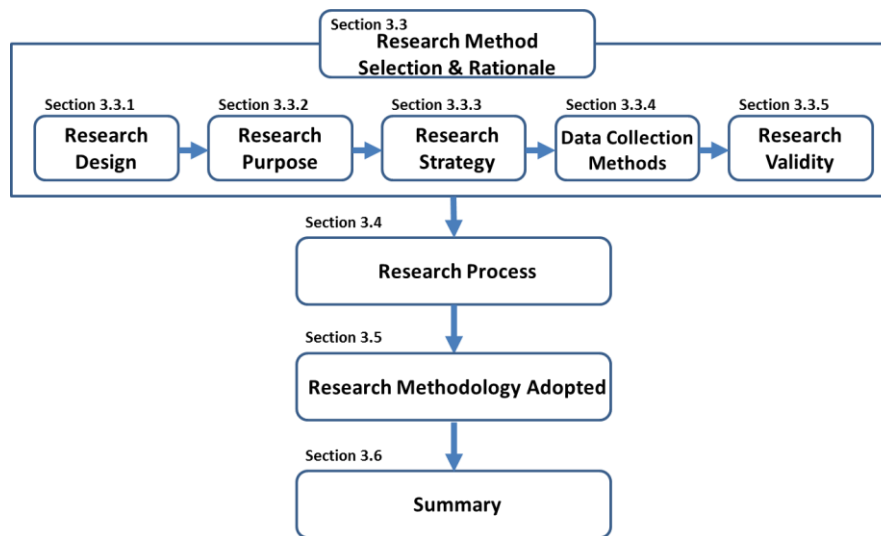 Section 3.3
Research Method
Selection & Rationale
Section 3.3.1
Research
Design
Section 3.3.2
Research
Purpose
Section 3.3.3
Research
Strategy
Section 3.3.4
Data Collection
Methods
Section 3.3.5
Research
Validity
Section 3.4
Research Process
Section 3.5
Research Methodology Adopted
Section 3.6
Summary